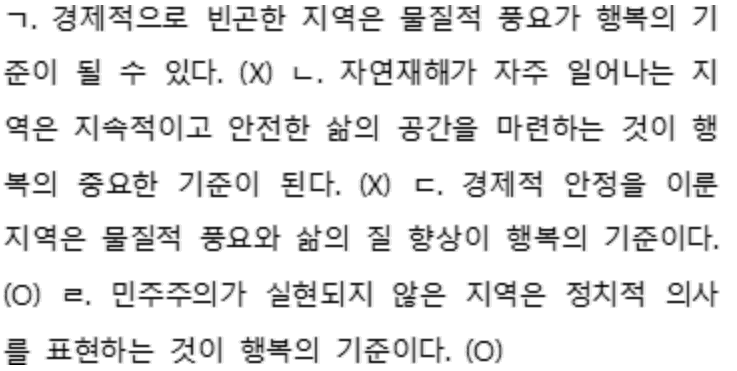 ㄱ. 경제적으로 빈곤한 지역은 물질적 풍요가 행복의 기
준이 될 수 있다. (X) ㄴ. 자연재해가 자주 일어나는 지
역은 지속적이고 안전한 삶의 공간을 마련하는 것이 행
복의 중요한 기준이 된다. (X) ㄷ. 경제적 안정을 이룬
지역은 물질적 풍요와 삶의 질 향상이 행복의 기준이다.
(O) ㄹ. 민주주의가 실현되지 않은 지역은 정치적 의사
를 표현하는 것이 행복의 기준이다. (O)